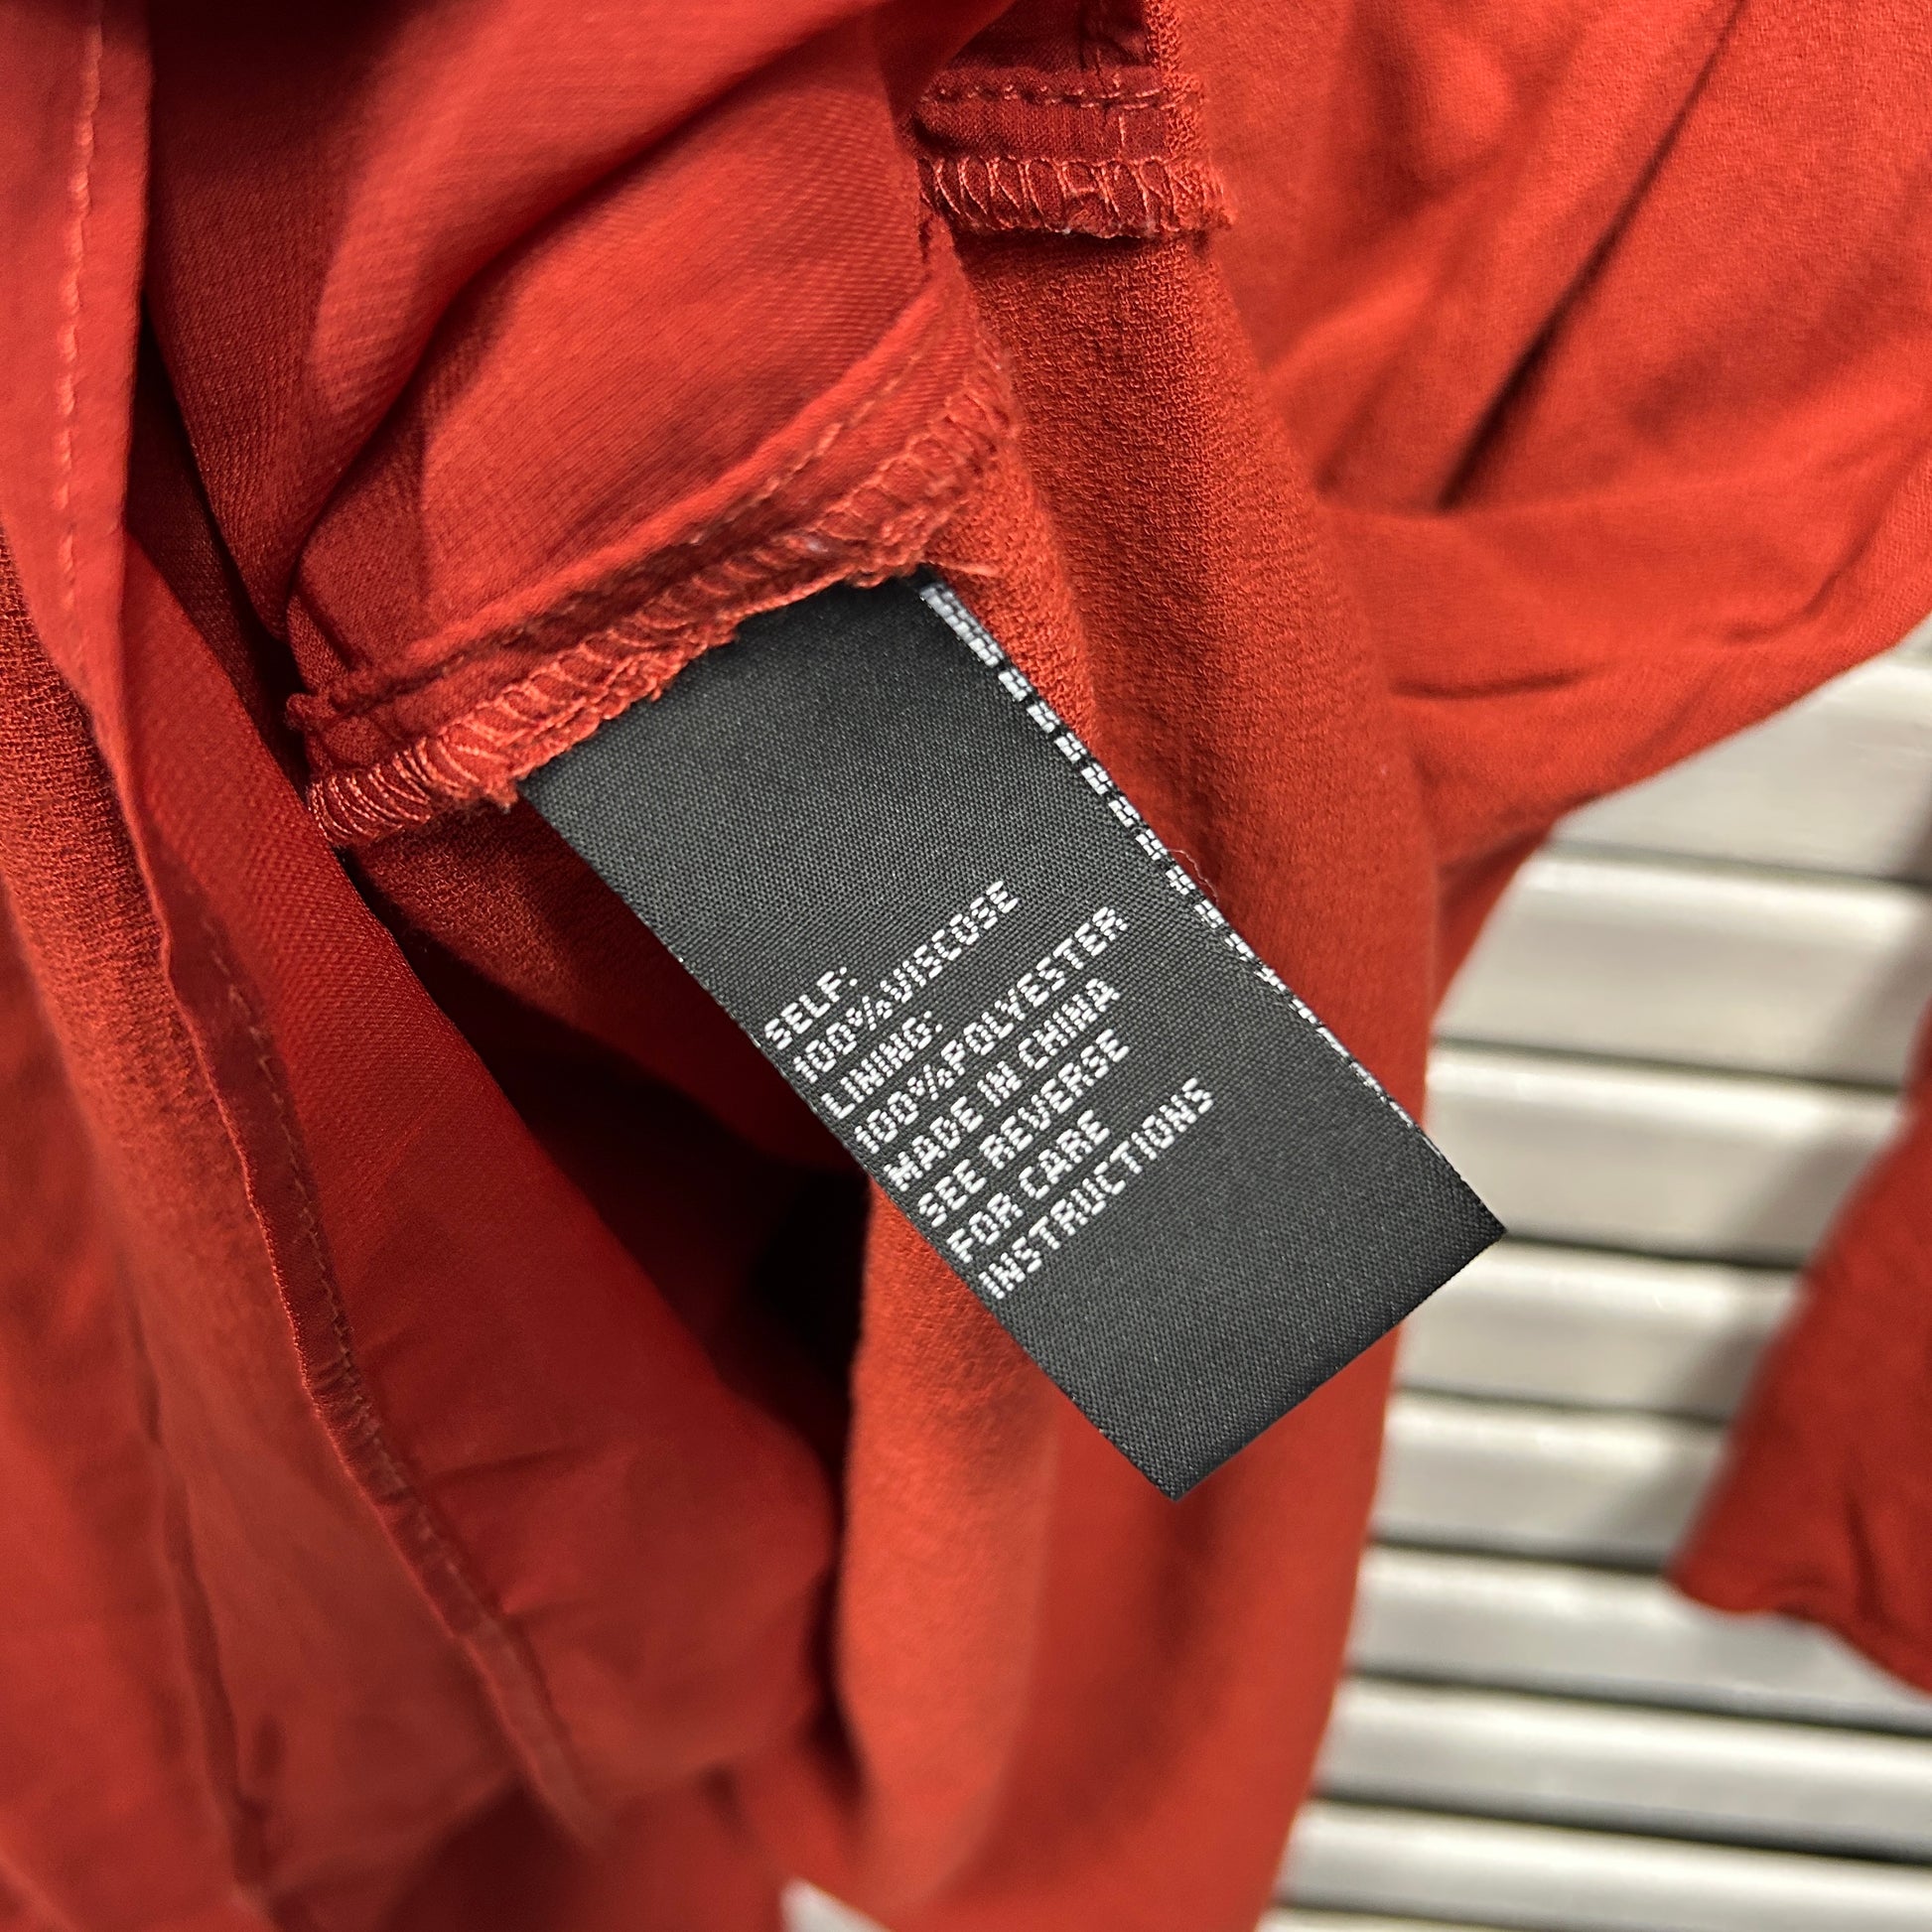 SELF:
100%VISCOSE
LINING:
100%POLYESTER
MADE IN CHINA
SEE REVERSE
FOR CARE
INSTRUCTIONS